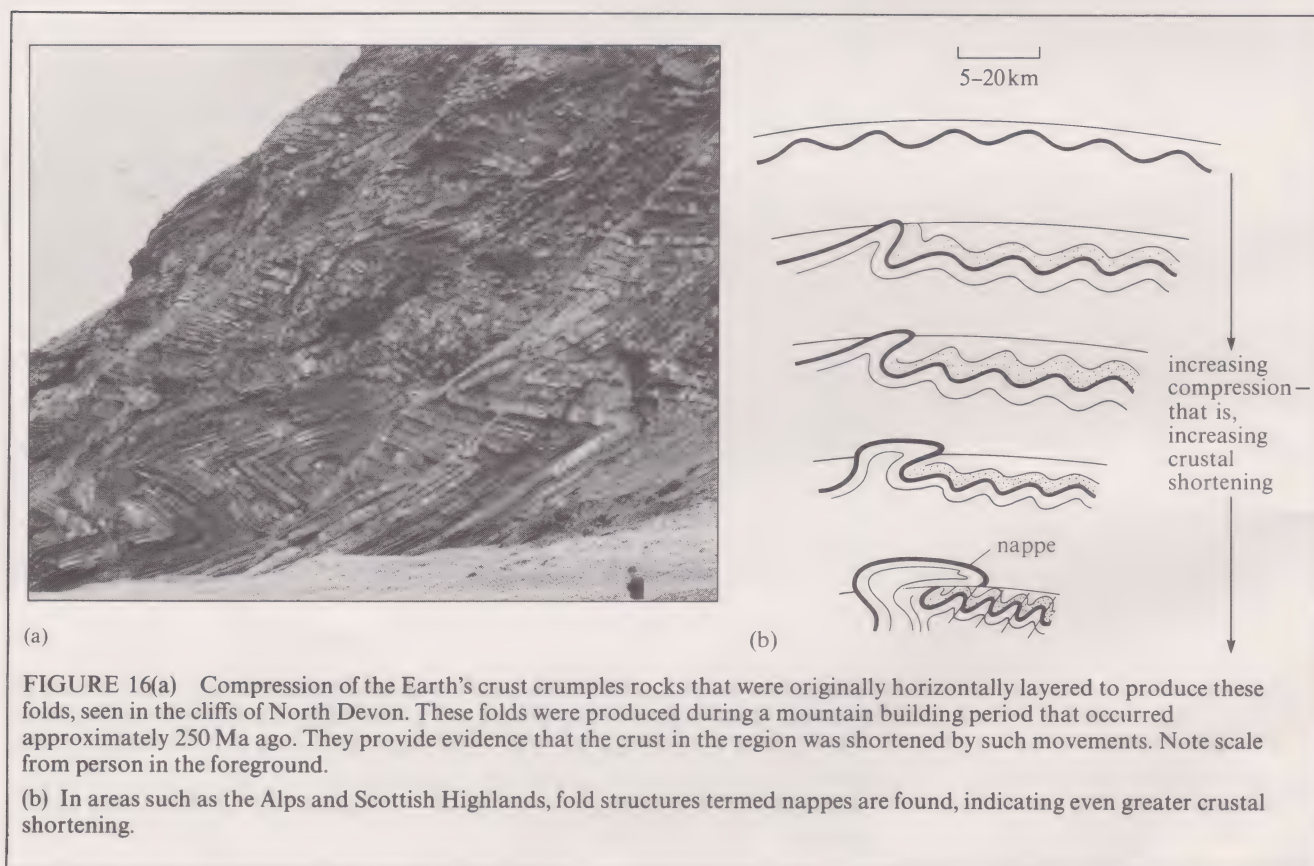 5–20 km
increasing
compression –
that is,
increasing
crustal
shortening
nappe
(a)
(b)
FIGURE 16(a) Compression of the Earth's crust crumples rocks that were originally horizontally layered to produce these
folds, seen in the cliffs of North Devon. These folds were produced during a mountain building period that occurred
approximately 250 Ma ago. They provide evidence that the crust in the region was shortened by such movements. Note scale
from person in the foreground.
(b) In areas such as the Alps and Scottish Highlands, fold structures termed nappes are found, indicating even greater crustal
shortening.